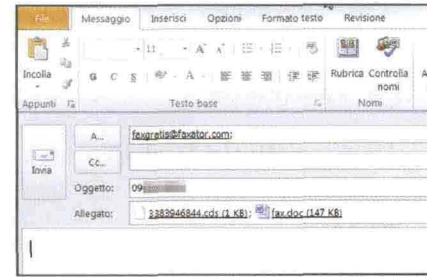 File Messaggio Inserisci Opzioni Formato testo Revisione
11 A A
Incolla G C S A Rubrica Controlla nomi
Appunti Testo base Nomi
A... faxgratis@faxator.com;
Cc...
Invia
Oggetto: 09
Allegato: 3383946844.cds (1 KB); fax.doc (147 KB)